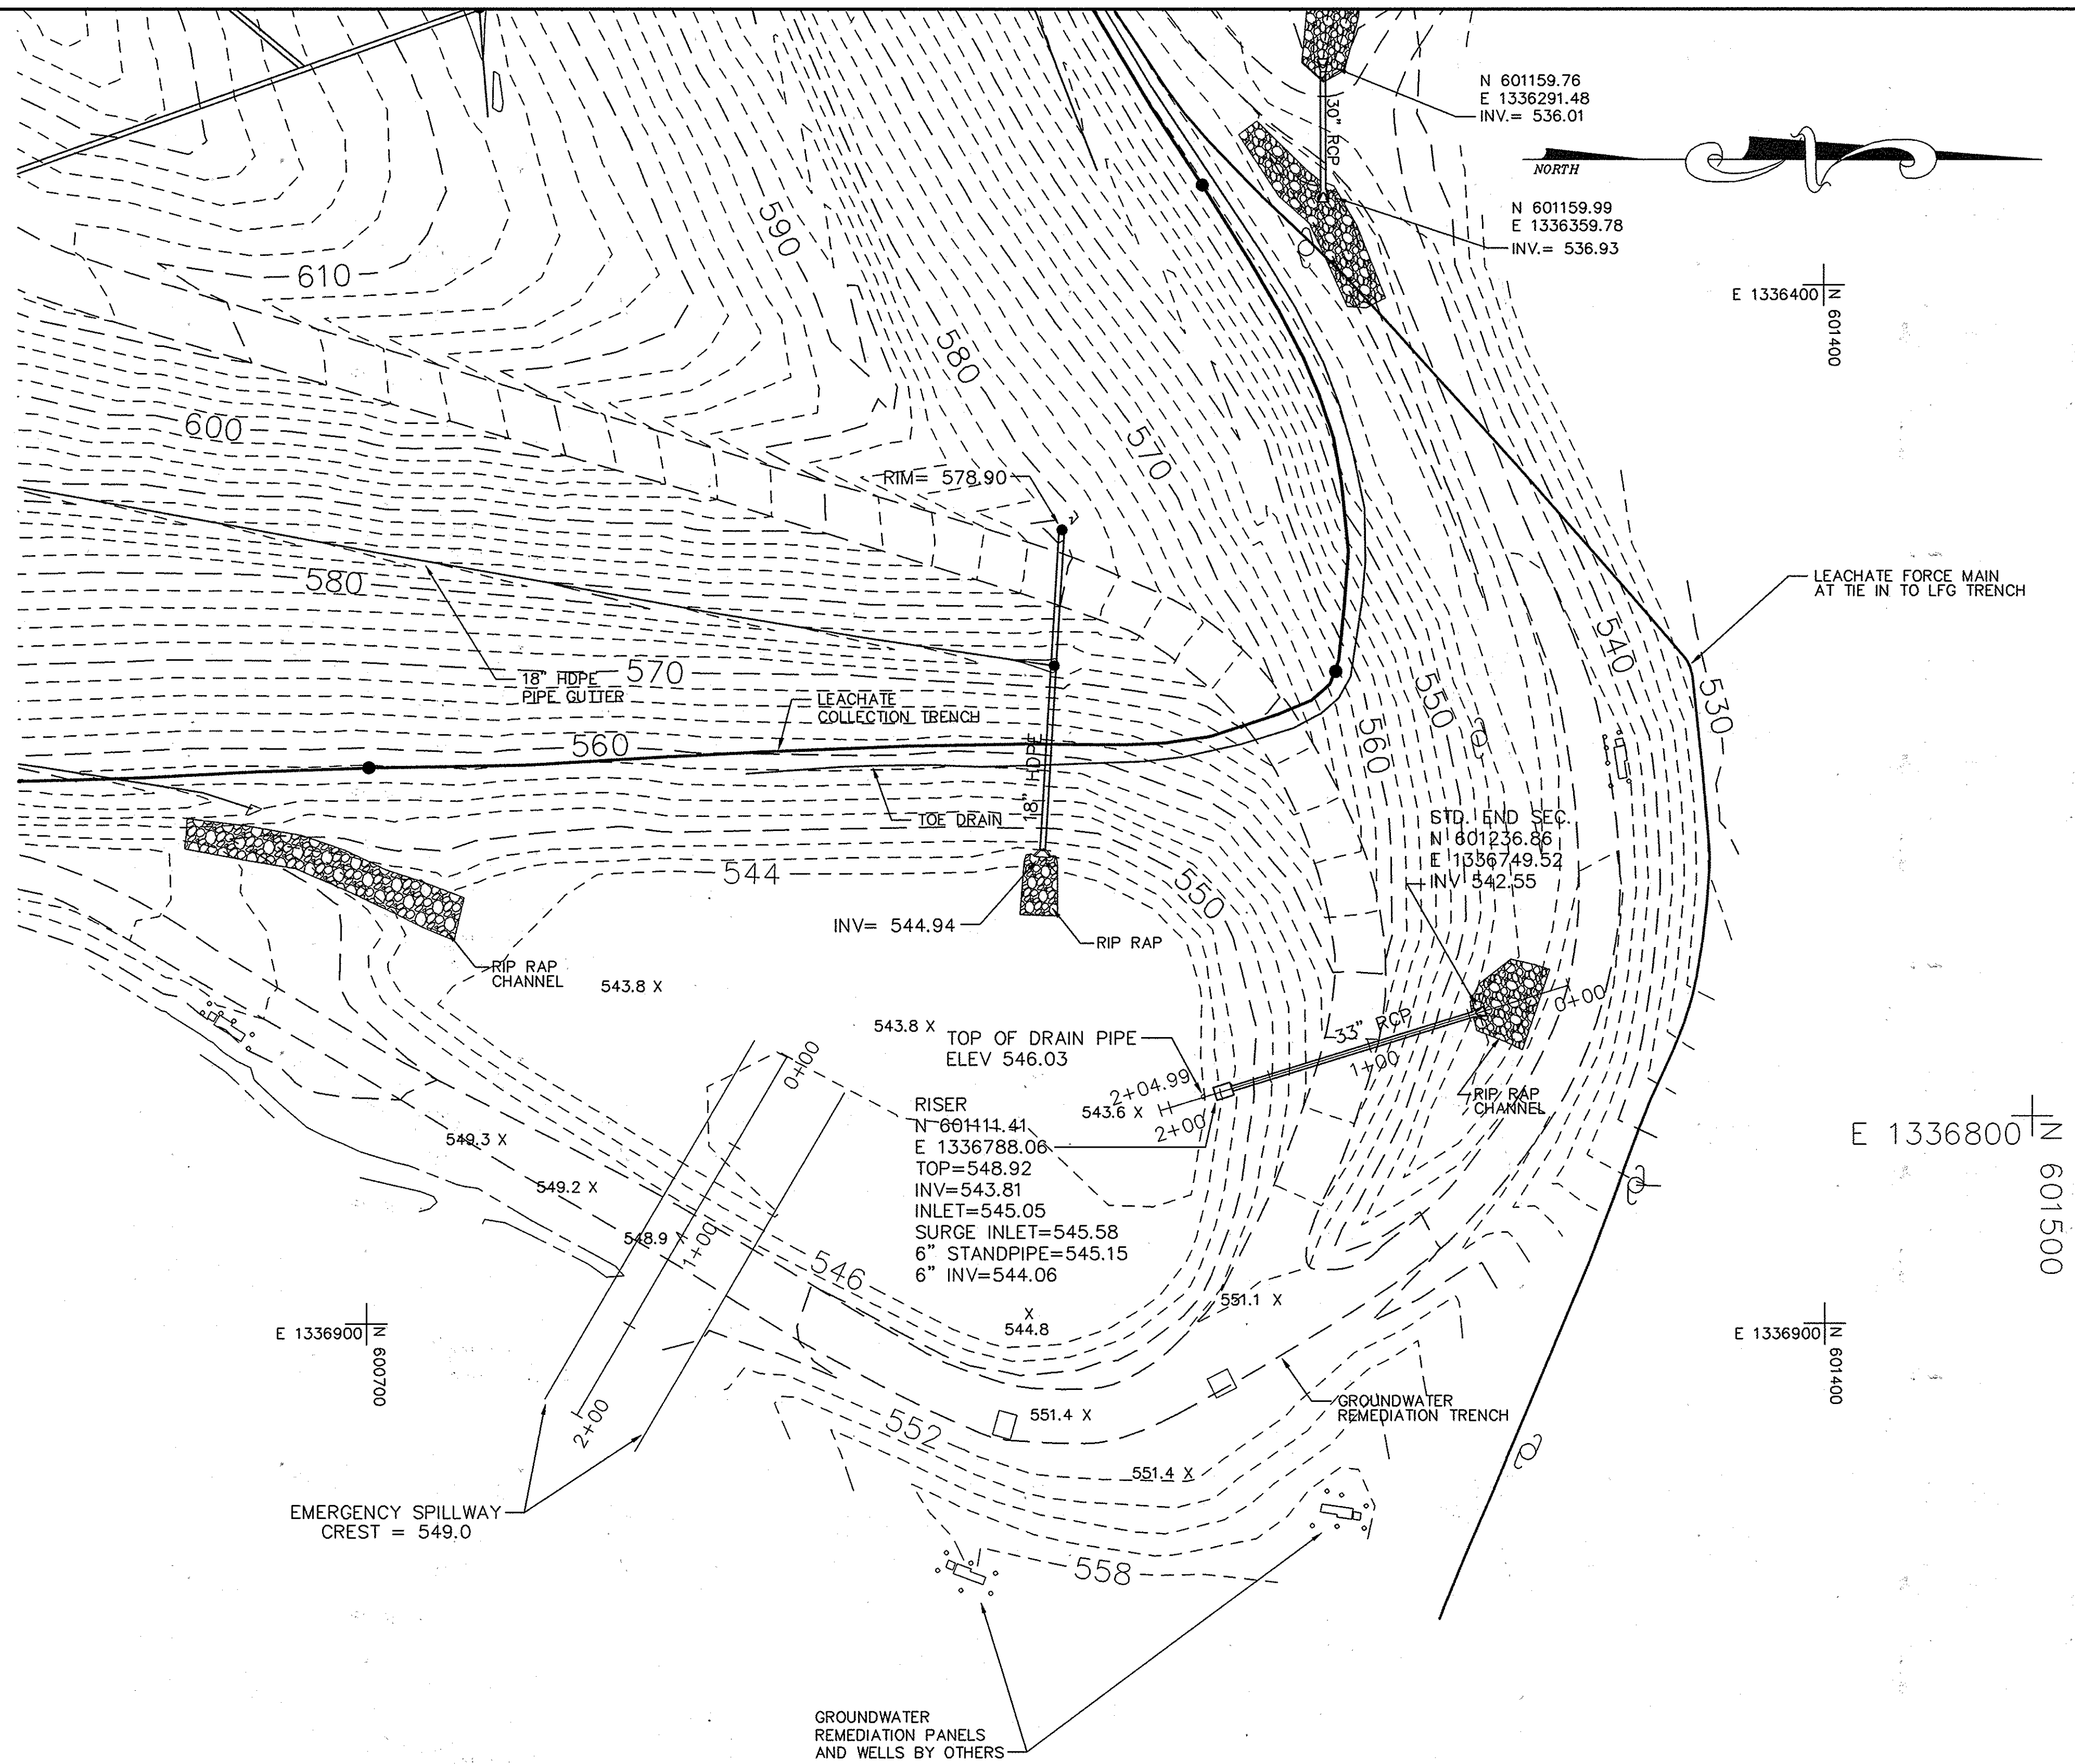 N 601159.76
E 1336291.48
INV.= 536.01
30" RCP
NORTH
N 601159.99
E 1336359.78
INV.= 536.93
E 1336400
N 601400
590
610
580
600
570
RIM= 578.90
580
LEACHATE FORCE MAIN
AT TIE IN TO LFG TRENCH
540
530
550
560
18" HDPE
PIPE GUTTER
570
LEACHATE
COLLECTION TRENCH
560
18" HDPE
TOE DRAIN
STD. END SEC.
N 601236.86
E 1336749.52
INV 542.55
544
550
INV= 544.94
RIP RAP
RIP RAP
CHANNEL
543.8 X
543.8 X
TOP OF DRAIN PIPE
ELEV 546.03
33" RCP
0+00
1+00
2+04.99
543.6 X
2+00
RIP RAP
CHANNEL
0+00
RISER
N 601111.41
E 1336788.06
TOP=548.92
INV=543.81
INLET=545.05
SURGE INLET=545.58
6" STANDPIPE=545.15
6" INV=544.06
E 1336800
N 601500
549.3 X
549.2 X
548.9 X
1+00
546
551.1 X
X
544.8
E 1336900
N 600700
E 1336900
N 601400
2+00
552
551.4 X
GROUNDWATER
REMEDIATION TRENCH
551.4 X
EMERGENCY SPILLWAY
CREST = 549.0
558
GROUNDWATER
REMEDIATION PANELS
AND WELLS BY OTHERS